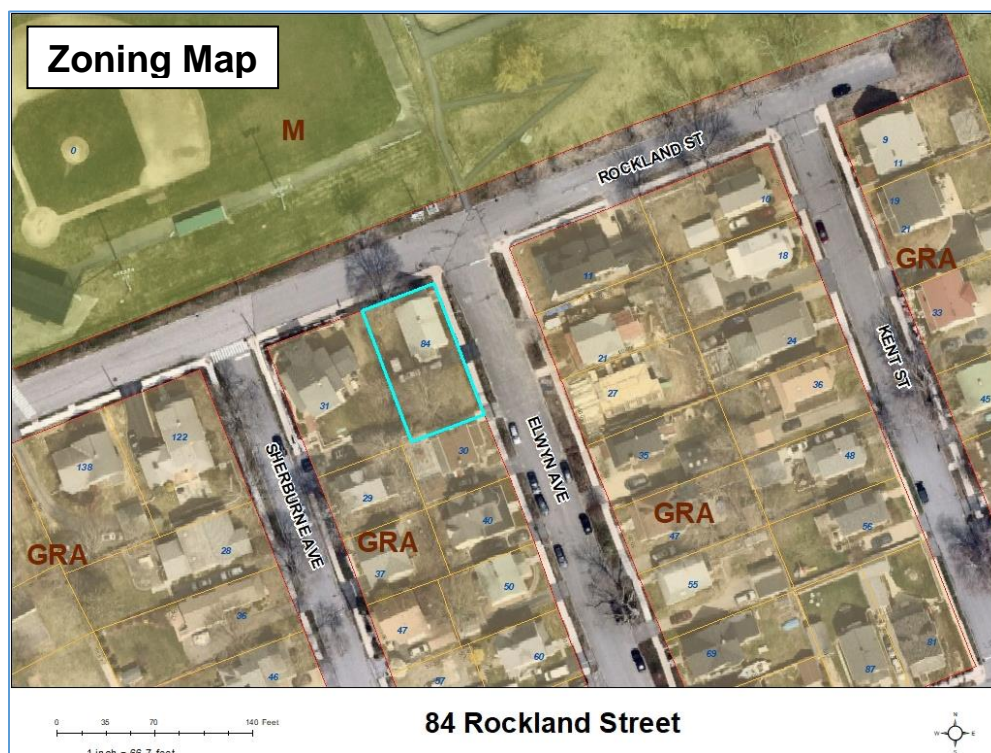 Zoning Map
M
0
ROCKLAND ST
9
11
10
19
21
GRA
11
18
33
84
21
24
KENT ST
27
36
31
45
ELWYN AVE
122
138
30
35
48
SHERBURNE AVE
29
40
GRA
56
47
GRA
GRA
28
37
50
55
36
47
81
60
69
87
46
57
0 35 70 140 Feet
1 inch = 66.7 feet
84 Rockland Street
N
W E
S